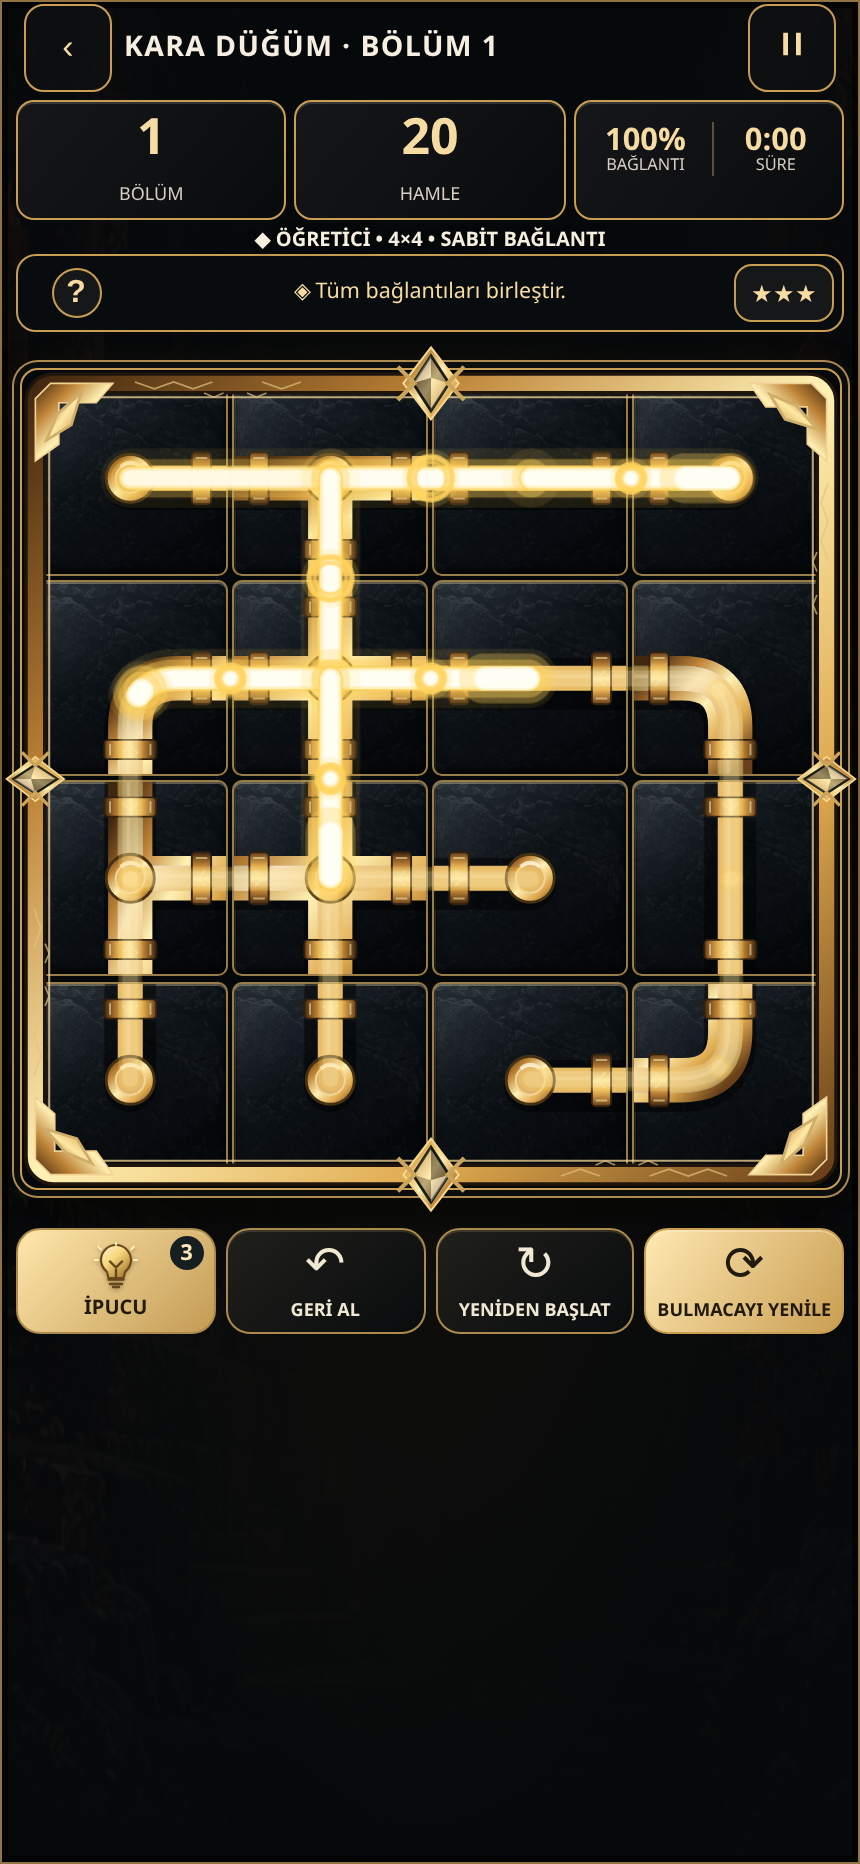 KARA DÜĞÜM · BÖLÜM 1
1
BÖLÜM
20
HAMLE
100%
BAĞLANTI
0:00
SÜRE
◆ ÖĞRETİCİ • 4×4 • SABİT BAĞLANTI
?
◈ Tüm bağlantıları birleştir.
★★★
3
İPUCU
GERİ AL
YENİDEN BAŞLAT
BULMACAYI YENİLE